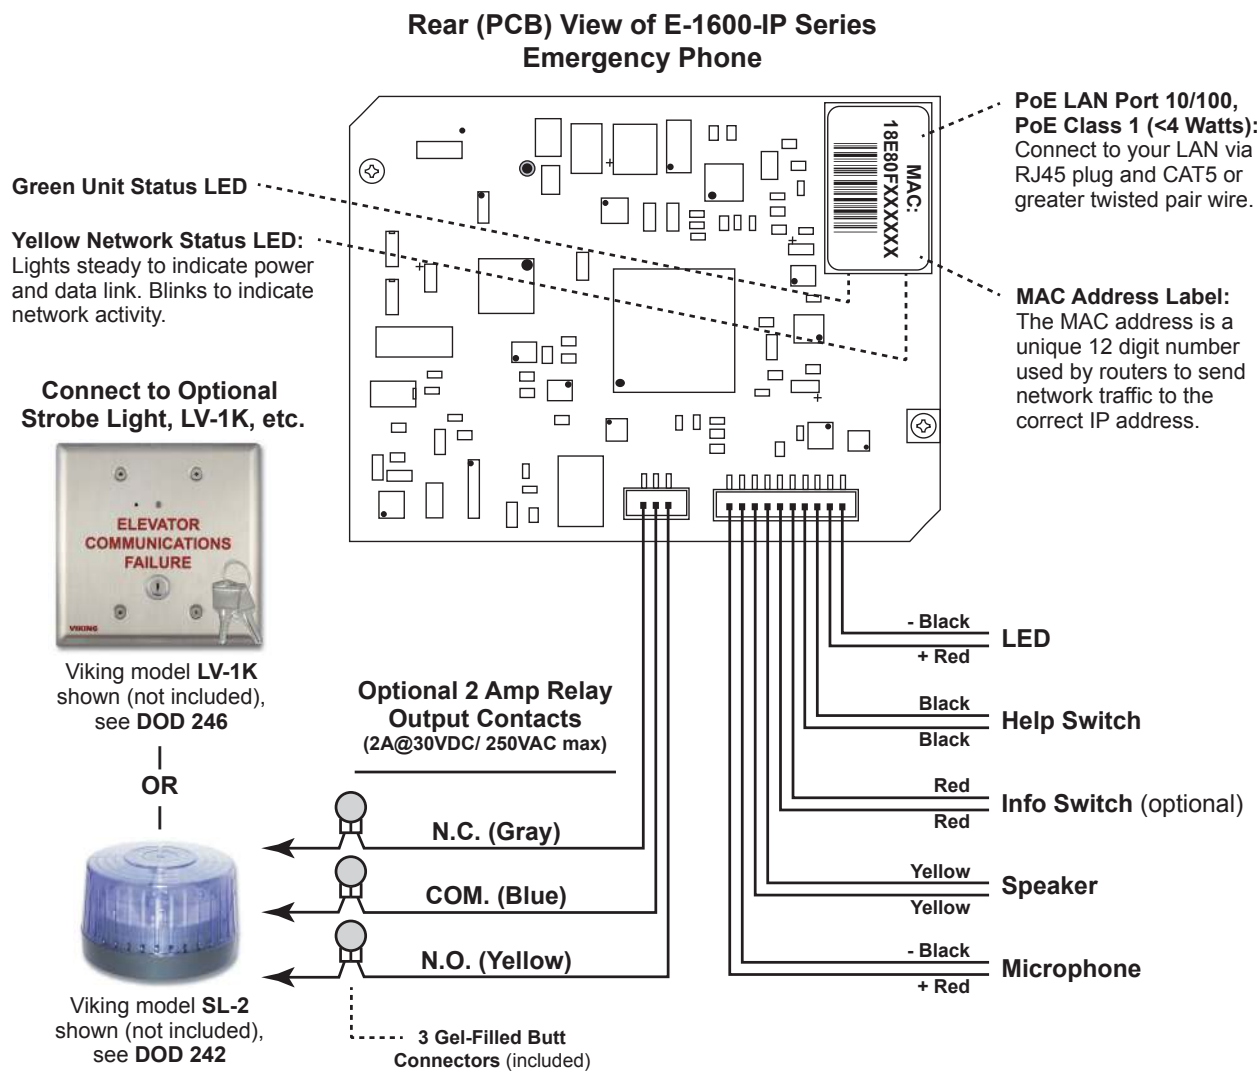 Rear (PCB) View of E-1600-IP Series
Emergency Phone
PoE LAN Port 10/100,
PoE Class 1 (<4 Watts):
Connect to your LAN via
RJ45 plug and CAT5 or
greater twisted pair wire.
MAC:
18E80FXXXXXX
Green Unit Status LED
Yellow Network Status LED:
Lights steady to indicate power
and data link. Blinks to indicate
network activity.
MAC Address Label:
The MAC address is a
unique 12 digit number
used by routers to send
network traffic to the
correct IP address.
Connect to Optional
Strobe Light, LV-1K, etc.
ELEVATOR
COMMUNICATIONS
FAILURE
VIKING
Viking model LV-1K
shown (not included),
see DOD 246
OR
Viking model SL-2
shown (not included),
see DOD 242
Optional 2 Amp Relay
Output Contacts
(2A@30VDC/ 250VAC max)
N.C. (Gray)
COM. (Blue)
N.O. (Yellow)
3 Gel-Filled Butt
Connectors (included)
- Black
+ Red
LED
Black
Black
Help Switch
Red
Red
Info Switch (optional)
Yellow
Yellow
Speaker
- Black
+ Red
Microphone